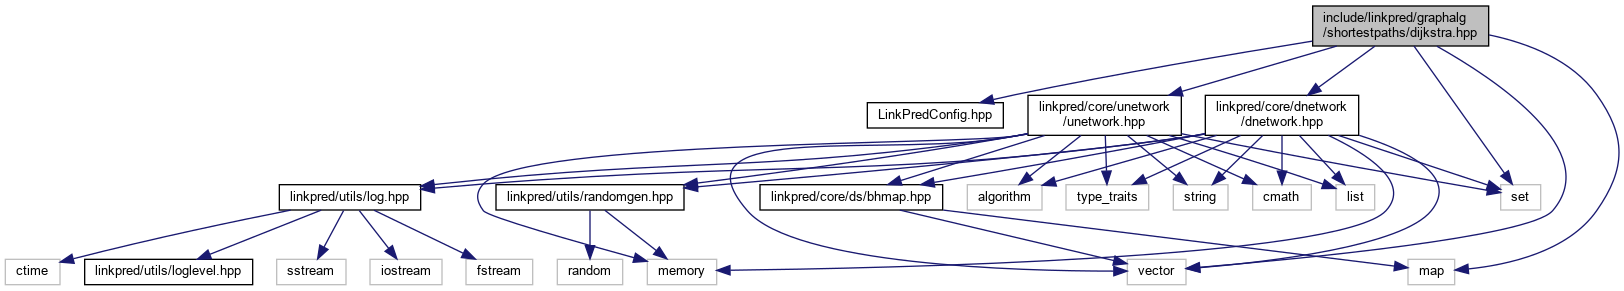 include/linkpred/graphalg
/shortestpaths/dijkstra.hpp
LinkPredConfig.hpp
linkpred/core/unetwork
/unetwork.hpp
linkpred/core/dnetwork
/dnetwork.hpp
linkpred/utils/log.hpp
linkpred/utils/randomgen.hpp
linkpred/core/ds/bhmap.hpp
algorithm
type_traits
string
cmath
list
set
ctime
linkpred/utils/loglevel.hpp
sstream
iostream
fstream
random
memory
vector
map